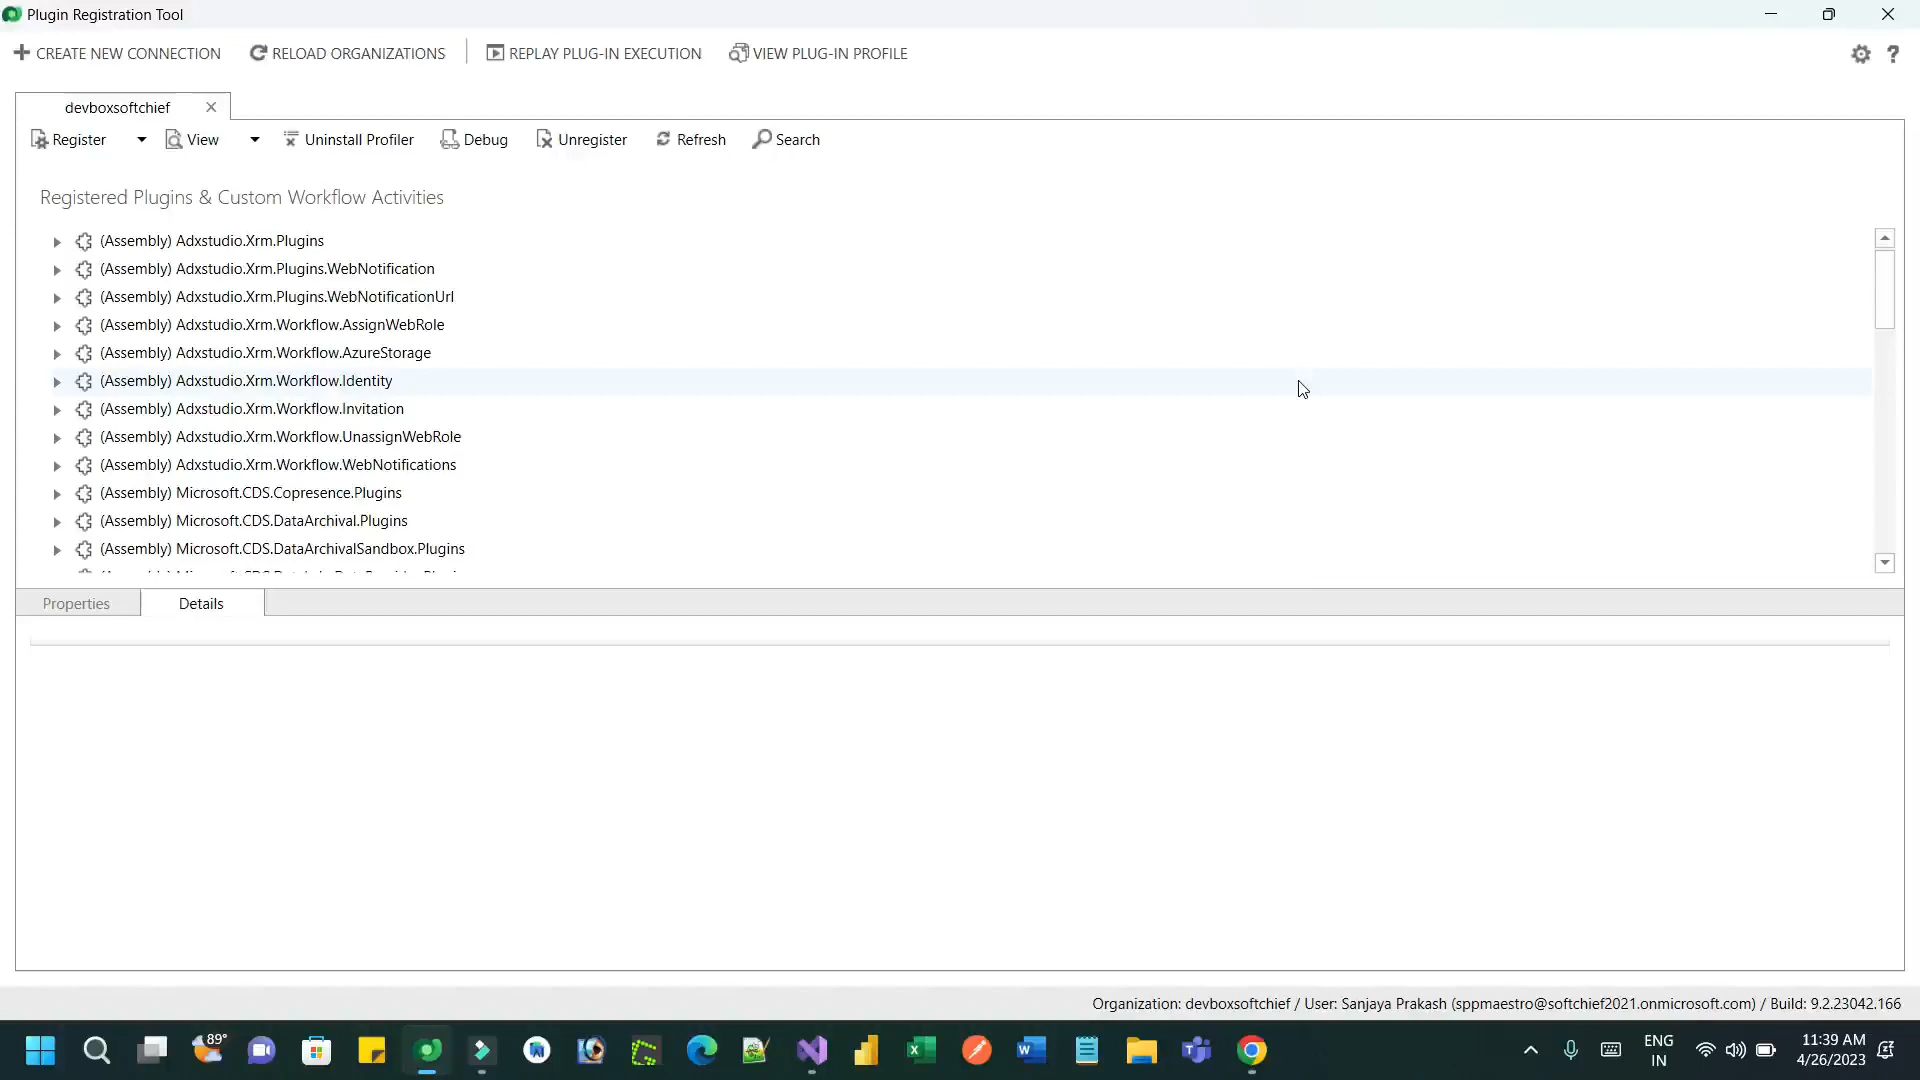 Plugin Registration Tool
CREATE NEW CONNECTION RELOAD ORGANIZATIONS REPLAY PLUG-IN EXECUTION VIEW PLUG-IN PROFILE
devboxsoftchief
Register View Uninstall Profiler Debug Unregister Refresh Search
Registered Plugins & Custom Workflow Activities
(Assembly) Adxstudio.Xrm.Plugins
(Assembly) Adxstudio.Xrm.Plugins.WebNotification
(Assembly) Adxstudio.Xrm.Plugins.WebNotificationUrl
(Assembly) Adxstudio.Xrm.Workflow.AssignWebRole
(Assembly) Adxstudio.Xrm.Workflow.AzureStorage
(Assembly) Adxstudio.Xrm.Workflow.Identity
(Assembly) Adxstudio.Xrm.Workflow.Invitation
(Assembly) Adxstudio.Xrm.Workflow.UnassignWebRole
(Assembly) Adxstudio.Xrm.Workflow.WebNotifications
(Assembly) Microsoft.CDS.Copresence.Plugins
(Assembly) Microsoft.CDS.DataArchival.Plugins
(Assembly) Microsoft.CDS.DataArchivalSandbox.Plugins
Properties Details
Organization: devboxsoftchief / User: Sanjaya Prakash (sppmaestro@softchief2021.onmicrosoft.com) / Build: 9.2.23042.166
89°
ENG
IN
11:39 AM
4/26/2023